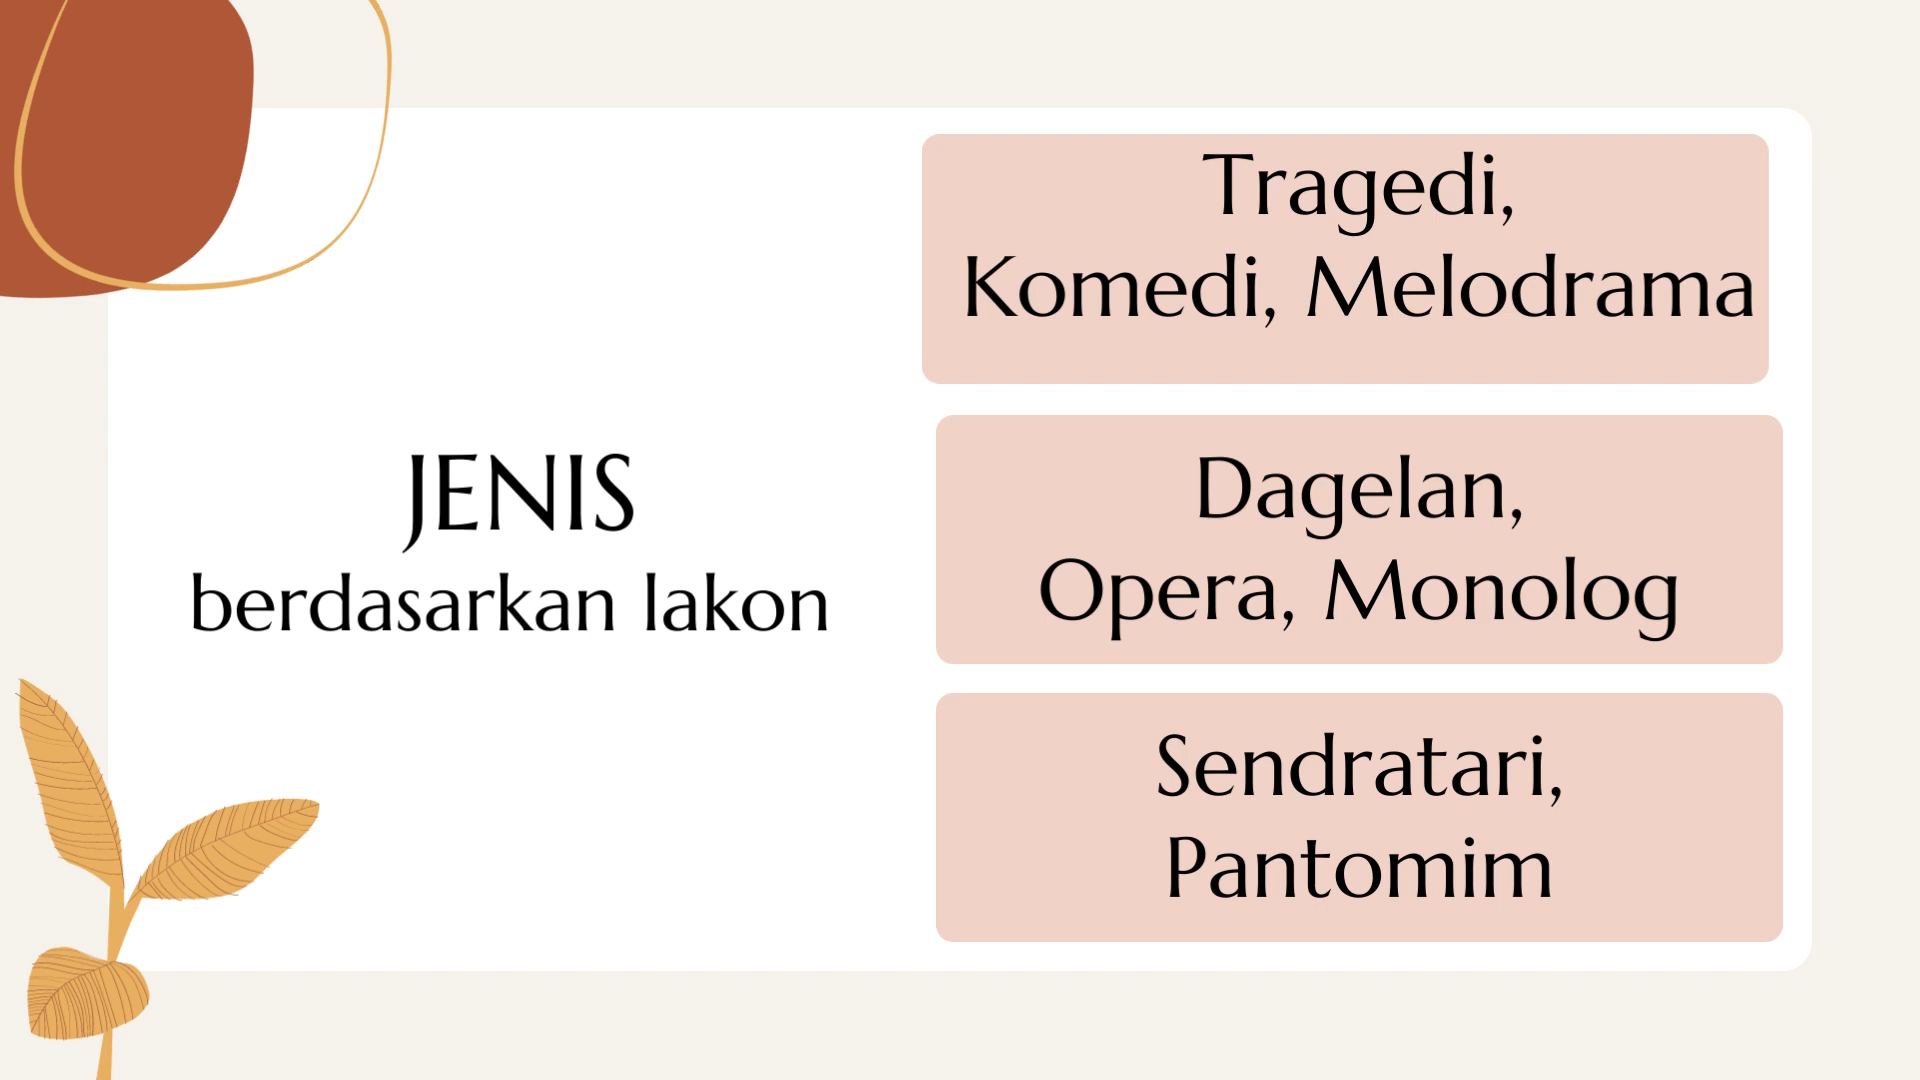 JENIS
berdasarkan lakon
Tragedi,
Komedi, Melodrama
Dagelan,
Opera, Monolog
Sendratari,
Pantomim